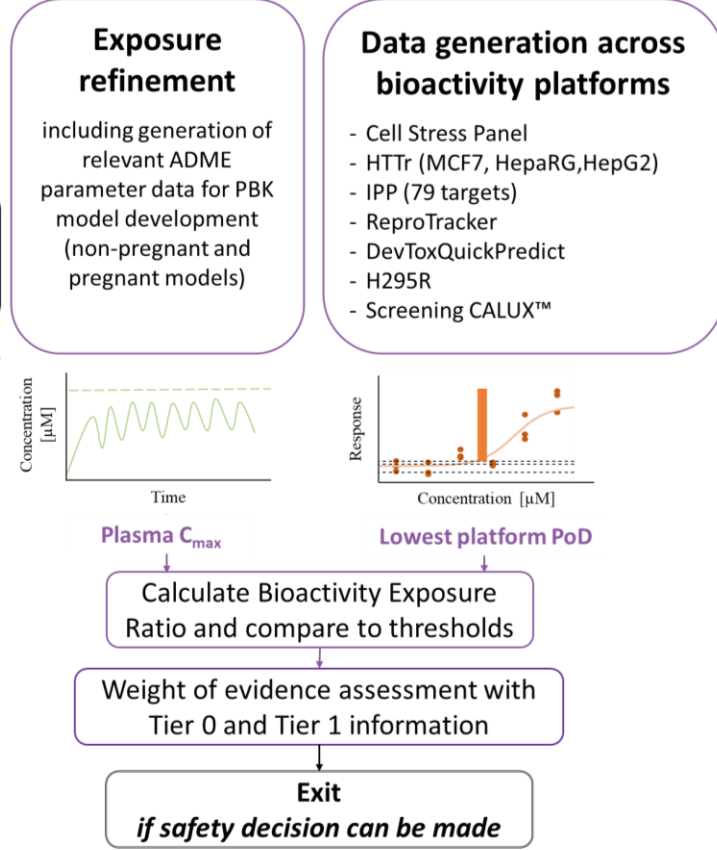 Exposure
refinement
including generation of
relevant ADME
parameter data for PBK
model development
(non-pregnant and
pregnant models)
Data generation across
bioactivity platforms
- Cell Stress Panel
- HTTr (MCF7, HepaRG,HepG2)
- IPP (79 targets)
- ReproTracker
- DevToxQuickPredict
- H295R
- Screening CALUX™
Concentration
[µM]
Time
Plasma Cmax
Response
Concentration [µM]
Lowest platform PoD
Calculate Bioactivity Exposure
Ratio and compare to thresholds
Weight of evidence assessment with
Tier 0 and Tier 1 information
Exit
if safety decision can be made